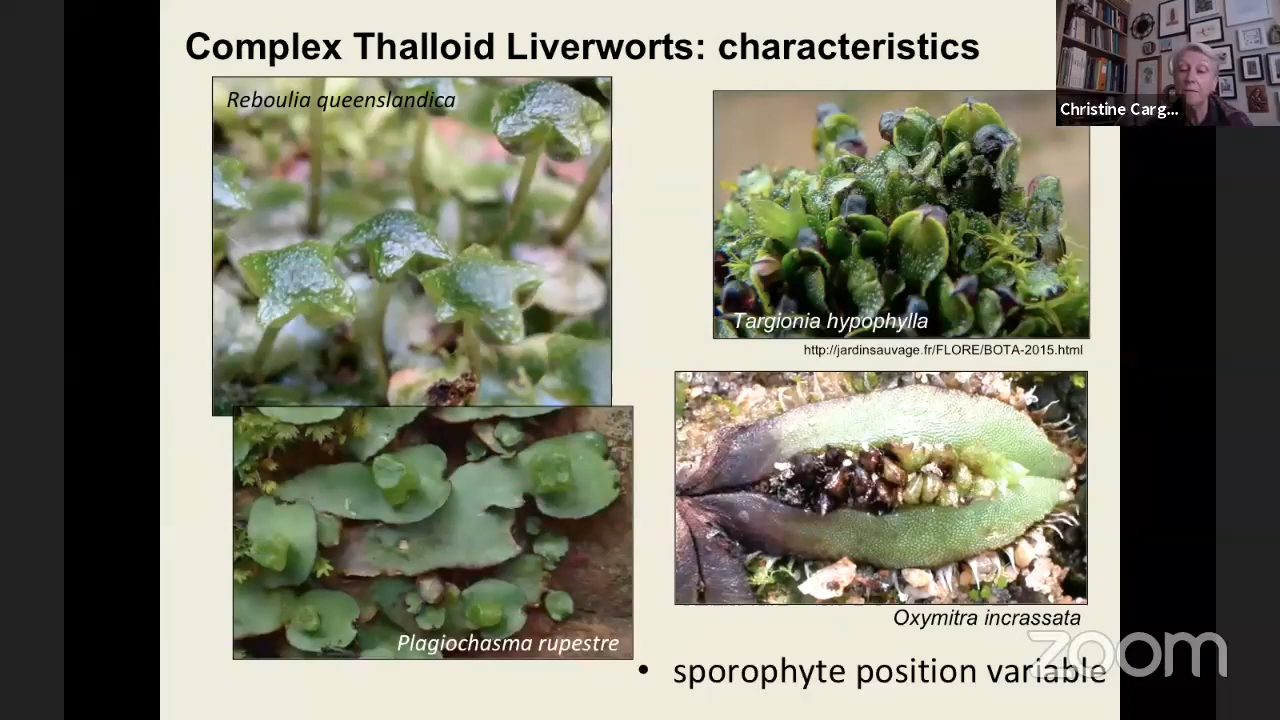 Complex Thalloid Liverworts: characteristics
Reboulia queenslandica
Christine Carg...
Targionia hypophylla
http://jardinsauvage.fr/FLORE/BOTA-2015.html
Plagiochasma rupestre
Oxymitra incrassata
• sporophyte position variable
zoom